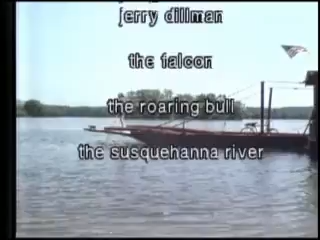 jerry dillman
the falcon
the roaring bull
the susquehanna river